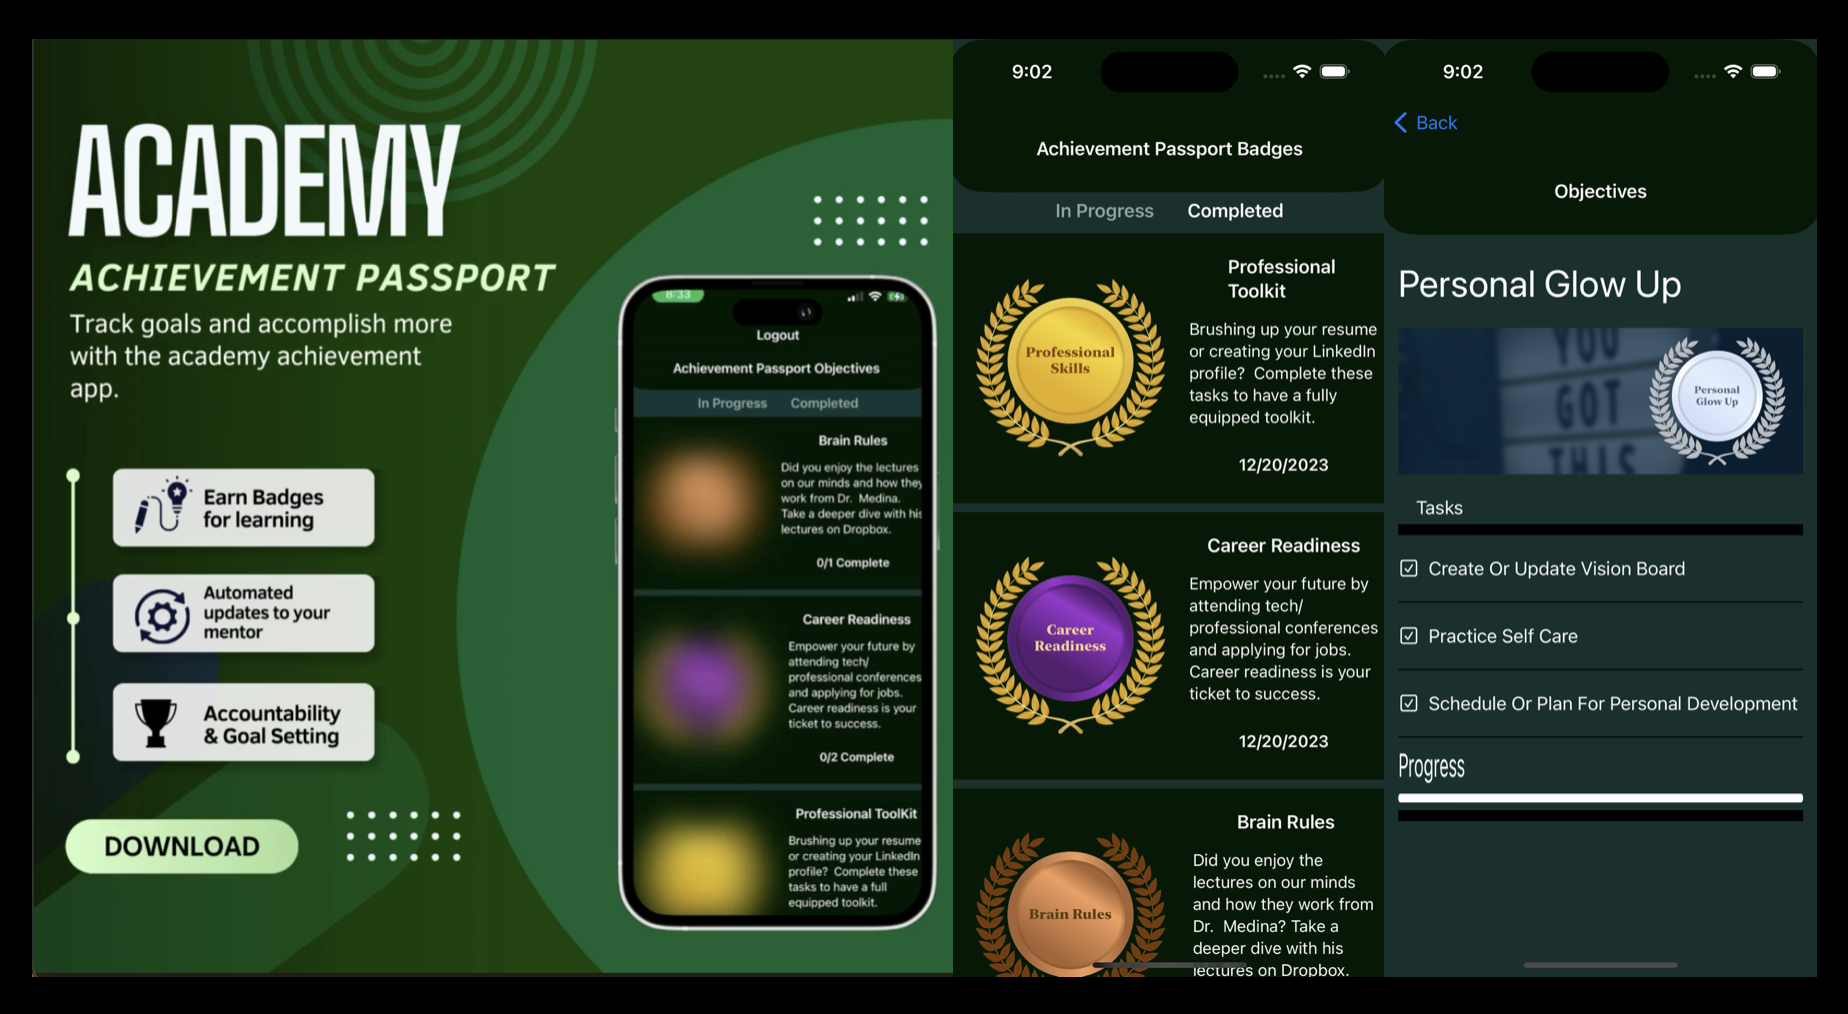 ACADEMY
ACHIEVEMENT PASSPORT
Track goals and accomplish more
with the academy achievement
app.
Earn Badges
for learning
Automated
updates to your
mentor
Accountability
& Goal Setting
DOWNLOAD
8:33
Logout
Achievement Passport Objectives
In Progress
Completed
Brain Rules
Did you enjoy the lectures
on our minds and how they
work from Dr. Medina.
Take a deeper dive with his
lectures on Dropbox.
0/1 Complete
Career Readiness
Empower your future by
attending tech/
professional conferences
and applying for jobs.
Career readiness is your
ticket to success.
0/2 Complete
Professional ToolKit
Brushing up your resume
or creating your LinkedIn
profile? Complete these
tasks to have a full
equipped toolkit.
9:02
Achievement Passport Badges
In Progress
Completed
Professional
Skills
Professional
Toolkit
Brushing up your resume
or creating your LinkedIn
profile? Complete these
tasks to have a fully
equipped toolkit.
12/20/2023
Career
Readiness
Career Readiness
Empower your future by
attending tech/
professional conferences
and applying for jobs.
Career readiness is your
ticket to success.
12/20/2023
Brain Rules
Brain Rules
Did you enjoy the
lectures on our minds
and how they work from
Dr. Medina? Take a
deeper dive with his
lectures on Dropbox.
9:02
Back
Objectives
Personal Glow Up
YOU
GOT
THIS
Personal
Glow Up
Tasks
Create Or Update Vision Board
Practice Self Care
Schedule Or Plan For Personal Development
Progress